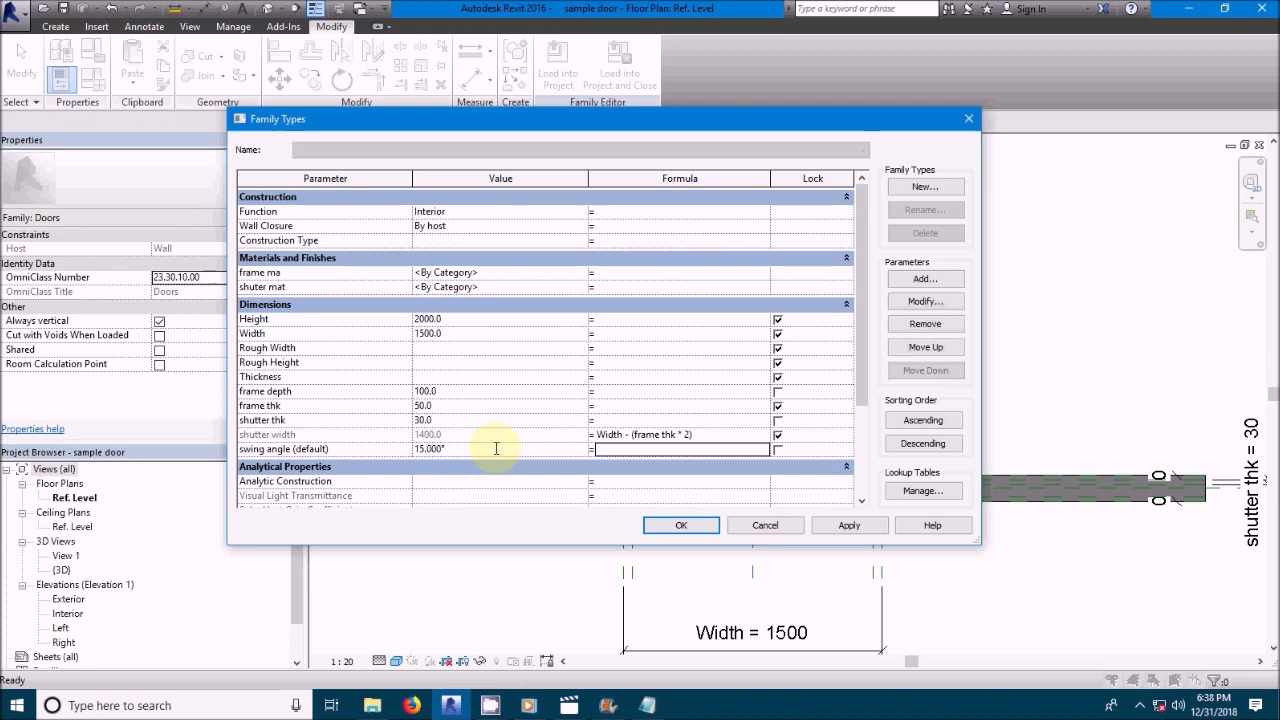 Autodesk Revit 2016 - sample door - Floor Plan: Ref. Level
Type a keyword or phrase
Sign In
Create Insert Annotate View Manage Add-Ins Modify
Modify
Paste
Cut
Join
Load into Project
Load into Project and Close
Select Properties Clipboard Geometry Modify Measure Create Family Editor
Properties
Family: Doors
Constraints
Host Wall
Identity Data
OmniClass Number 23.30.10.00
OmniClass Title Doors
Other
Always vertical
Cut with Voids When Loaded
Shared
Room Calculation Point
Properties help
Project Browser - sample door
Views (all)
Floor Plans
Ref. Level
Ceiling Plans
Ref. Level
3D Views
View 1
{3D}
Elevations (Elevation 1)
Exterior
Interior
Left
Right
Sheets (all)
Family Types
Name:
Parameter Value Formula Lock
Construction
Function Interior =
Wall Closure By host =
Construction Type =
Materials and Finishes
frame ma <By Category> =
shuter mat <By Category> =
Dimensions
Height 2000.0 =
Width 1500.0 =
Rough Width =
Rough Height =
Thickness =
frame depth 100.0 =
frame thk 50.0 =
shutter thk 30.0 =
shutter width 1400.0 = Width - (frame thk * 2)
swing angle (default) 15.000° =
Analytical Properties
Analytic Construction =
Visual Light Transmittance =
Family Types
New...
Rename...
Delete
Parameters
Add...
Modify...
Remove
Move Up
Move Down
Sorting Order
Ascending
Descending
Lookup Tables
Manage...
OK Cancel Apply Help
shutter thk = 30
0
0
Width = 1500
1 : 20
Ready
:0
Type here to search
6:38 PM
12/31/2018